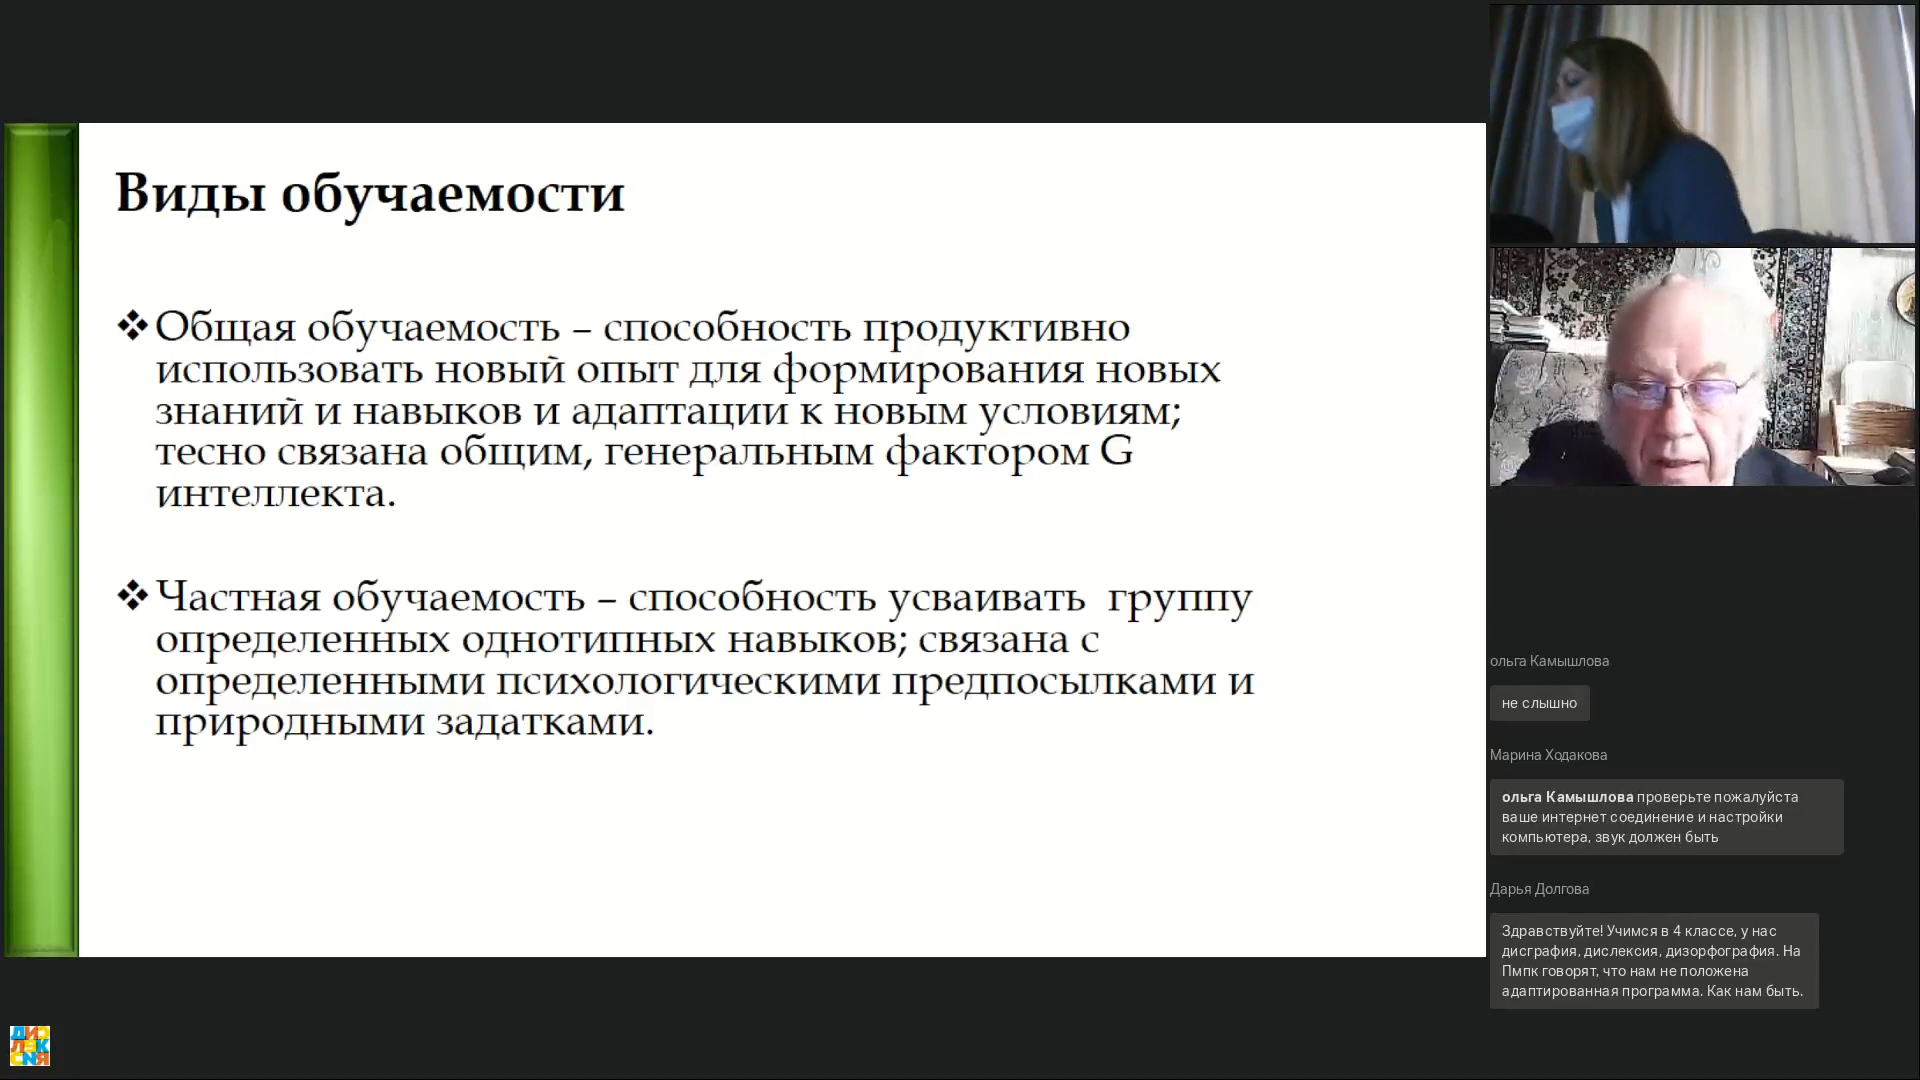 Виды обучаемости
Общая обучаемость – способность продуктивно
использовать новый опыт для формирования новых
знаний и навыков и адаптации к новым условиям;
тесно связана общим, генеральным фактором G
интеллекта.
Частная обучаемость – способность усваивать группу
определенных однотипных навыков; связана с
определенными психологическими предпосылками и
природными задатками.
ольга Камышлова
не слышно
Марина Ходакова
ольга Камышлова проверьте пожалуйста
ваше интернет соединение и настройки
компьютера, звук должен быть
Дарья Долгова
Здравствуйте! Учимся в 4 классе, у нас
дисграфия, дислексия, дизорфография. На
Пмпк говорят, что нам не положена
адаптированная программа. Как нам быть.
ДИС
ЛЕК
СИЯ